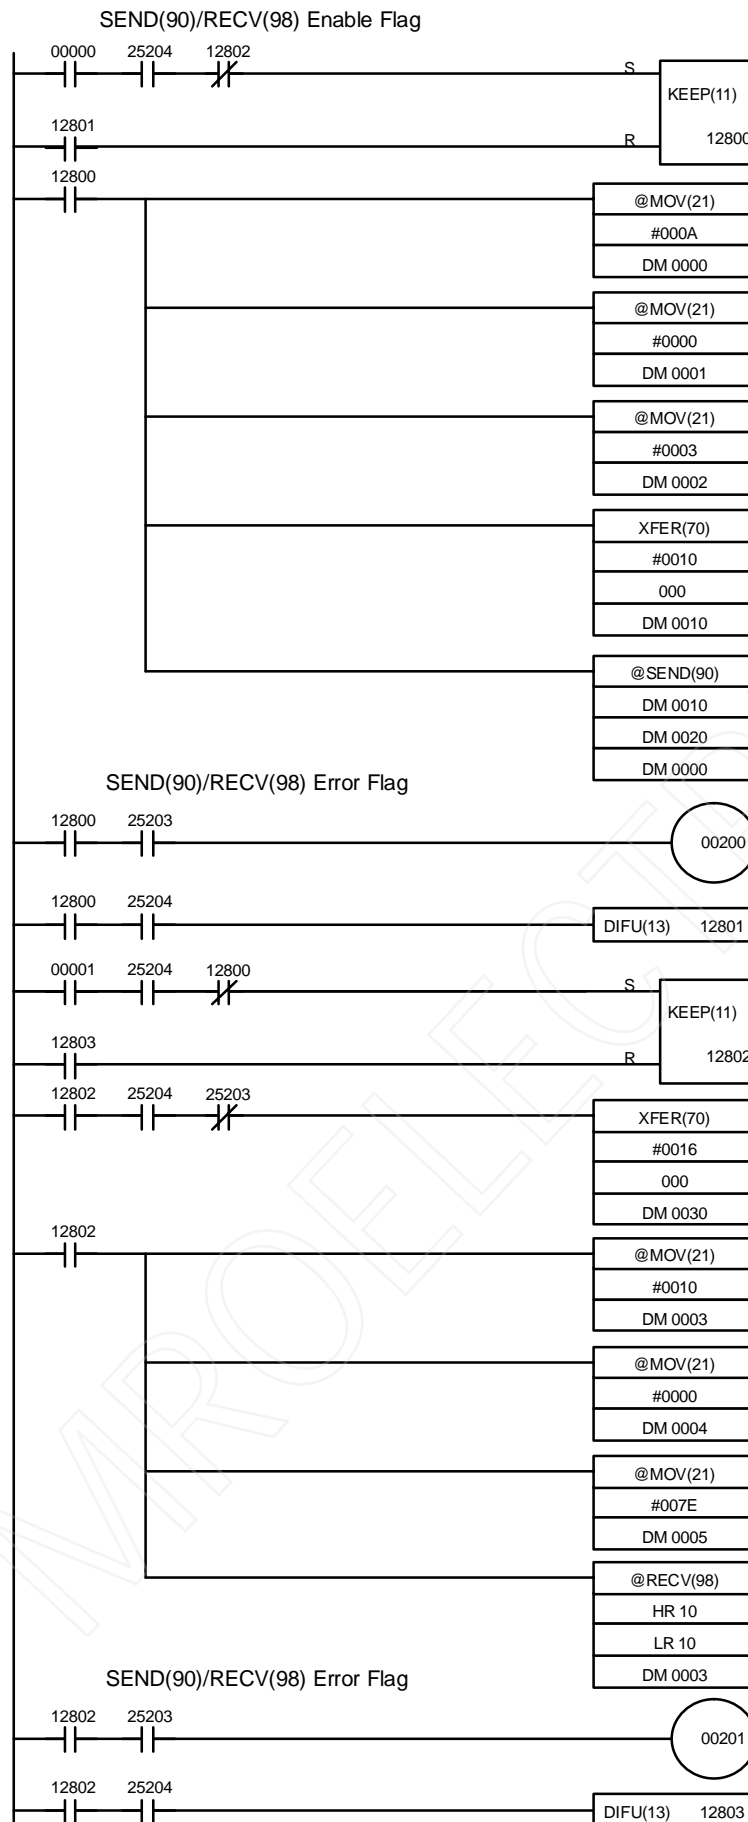 SEND(90)/RECV(98) Enable Flag
00000 25204 12802
S
KEEP(11)
12801
R 12800
12800
@MOV(21)
#000A
DM 0000
@MOV(21)
#0000
DM 0001
@MOV(21)
#0003
DM 0002
XFER(70)
#0010
000
DM 0010
@SEND(90)
DM 0010
DM 0020
DM 0000
SEND(90)/RECV(98) Error Flag
12800 25203
00200
12800 25204
DIFU(13) 12801
00001 25204 12800
S
KEEP(11)
12803
R 12802
12802 25204 25203
XFER(70)
#0016
000
DM 0030
12802
@MOV(21)
#0010
DM 0003
@MOV(21)
#0000
DM 0004
@MOV(21)
#007E
DM 0005
@RECV(98)
HR 10
LR 10
DM 0003
SEND(90)/RECV(98) Error Flag
12802 25203
00201
12802 25204
DIFU(13) 12803